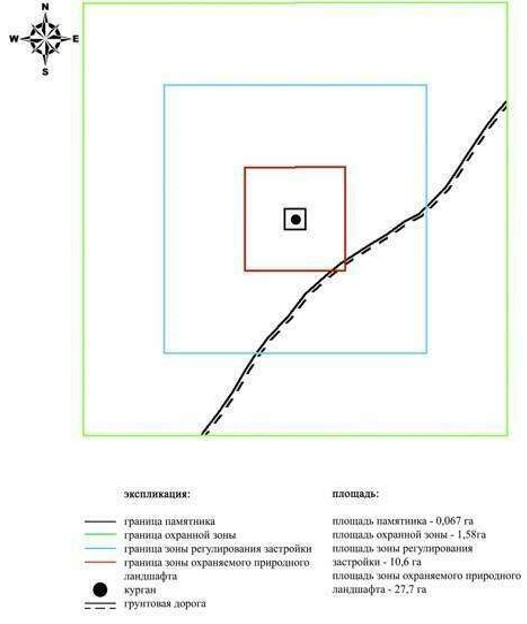 N
W E
S
экспликация:
граница памятника
граница охранной зоны
граница зоны регулирования застройки
граница зоны охраняемого природного
ландшафта
курган
грунтовая дорога
площадь:
площадь памятника - 0,067 га
площадь охранной зоны - 1,58га
площадь зоны регулирования
застройки - 10,6 га
площадь зоны охраняемого природного
ландшафта - 27,7 га